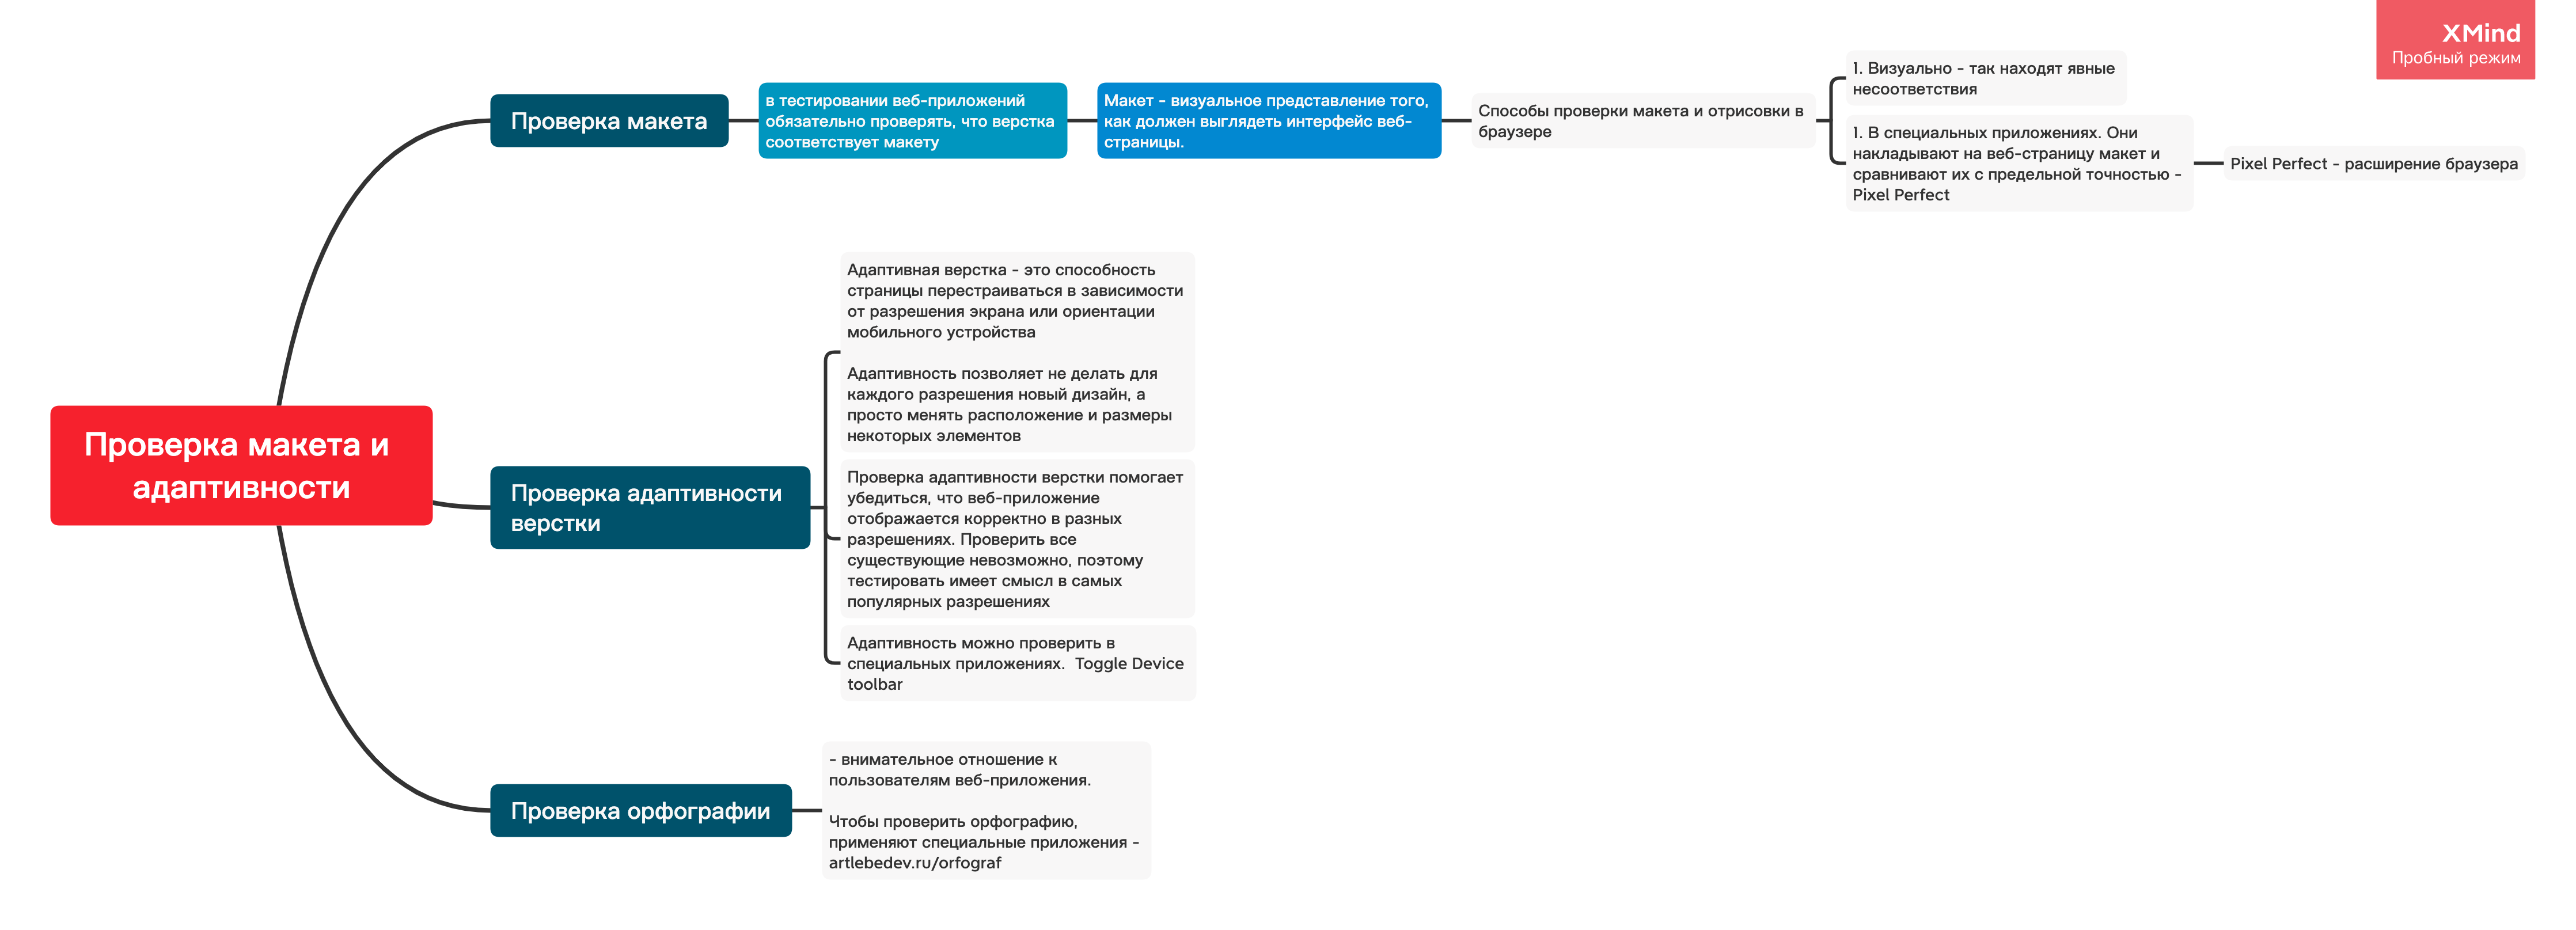 XMind
Пробный режим
Проверка макета и
адаптивности
Проверка макета
в тестировании веб-приложений
обязательно проверять, что верстка
соответствует макету
Макет - визуальное представление того,
как должен выглядеть интерфейс веб-
страницы.
Способы проверки макета и отрисовки в
браузере
1. Визуально - так находят явные
несоответствия
1. В специальных приложениях. Они
накладывают на веб-страницу макет и
сравнивают их с предельной точностью -
Pixel Perfect
Pixel Perfect - расширение браузера
Проверка адаптивности
верстки
Адаптивная верстка - это способность
страницы перестраиваться в зависимости
от разрешения экрана или ориентации
мобильного устройства
Адаптивность позволяет не делать для
каждого разрешения новый дизайн, а
просто менять расположение и размеры
некоторых элементов
Проверка адаптивности верстки помогает
убедиться, что веб-приложение
отображается корректно в разных
разрешениях. Проверить все
существующие невозможно, поэтому
тестировать имеет смысл в самых
популярных разрешениях
Адаптивность можно проверить в
специальных приложениях.  Toggle Device
toolbar
Проверка орфографии
- внимательное отношение к
пользователям веб-приложения.
Чтобы проверить орфографию,
применяют специальные приложения -
artlebedev.ru/orfograf